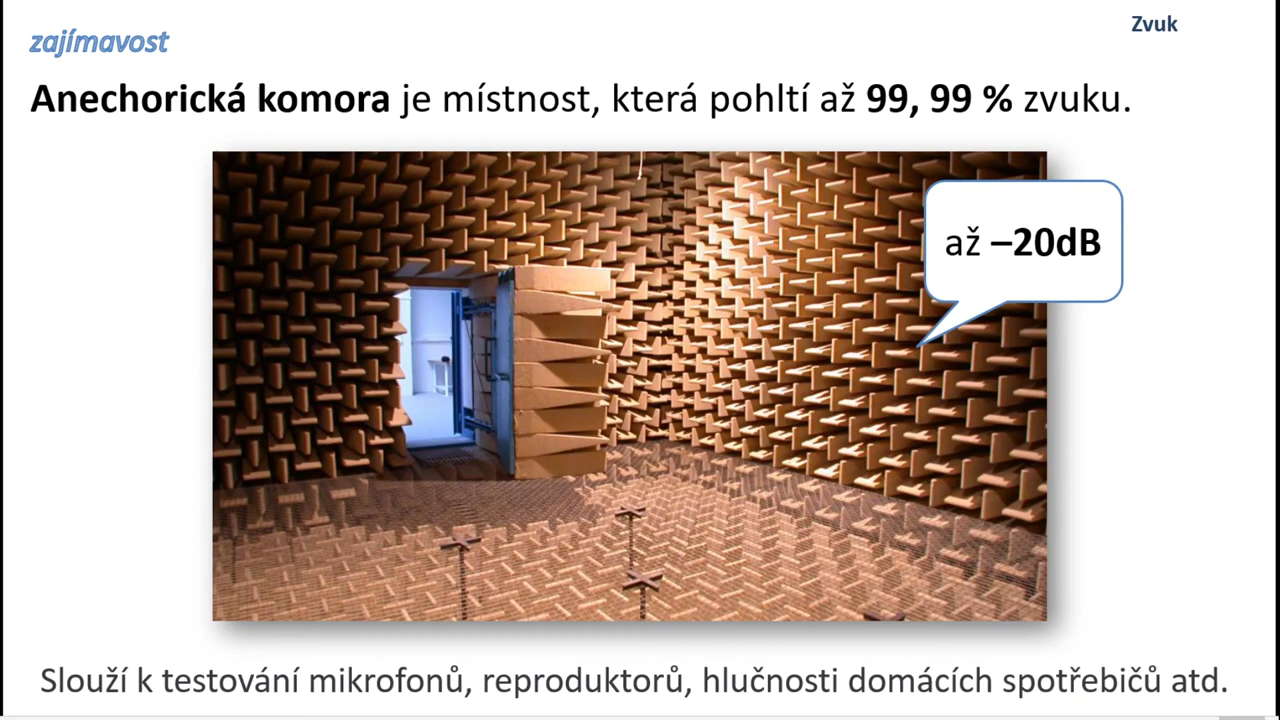 Zvuk
zajímavost
Anechorická komora je místnost, která pohltí až 99, 99 % zvuku.
až –20dB
Slouží k testování mikrofonů, reproduktorů, hlučnosti domácích spotřebičů atd.